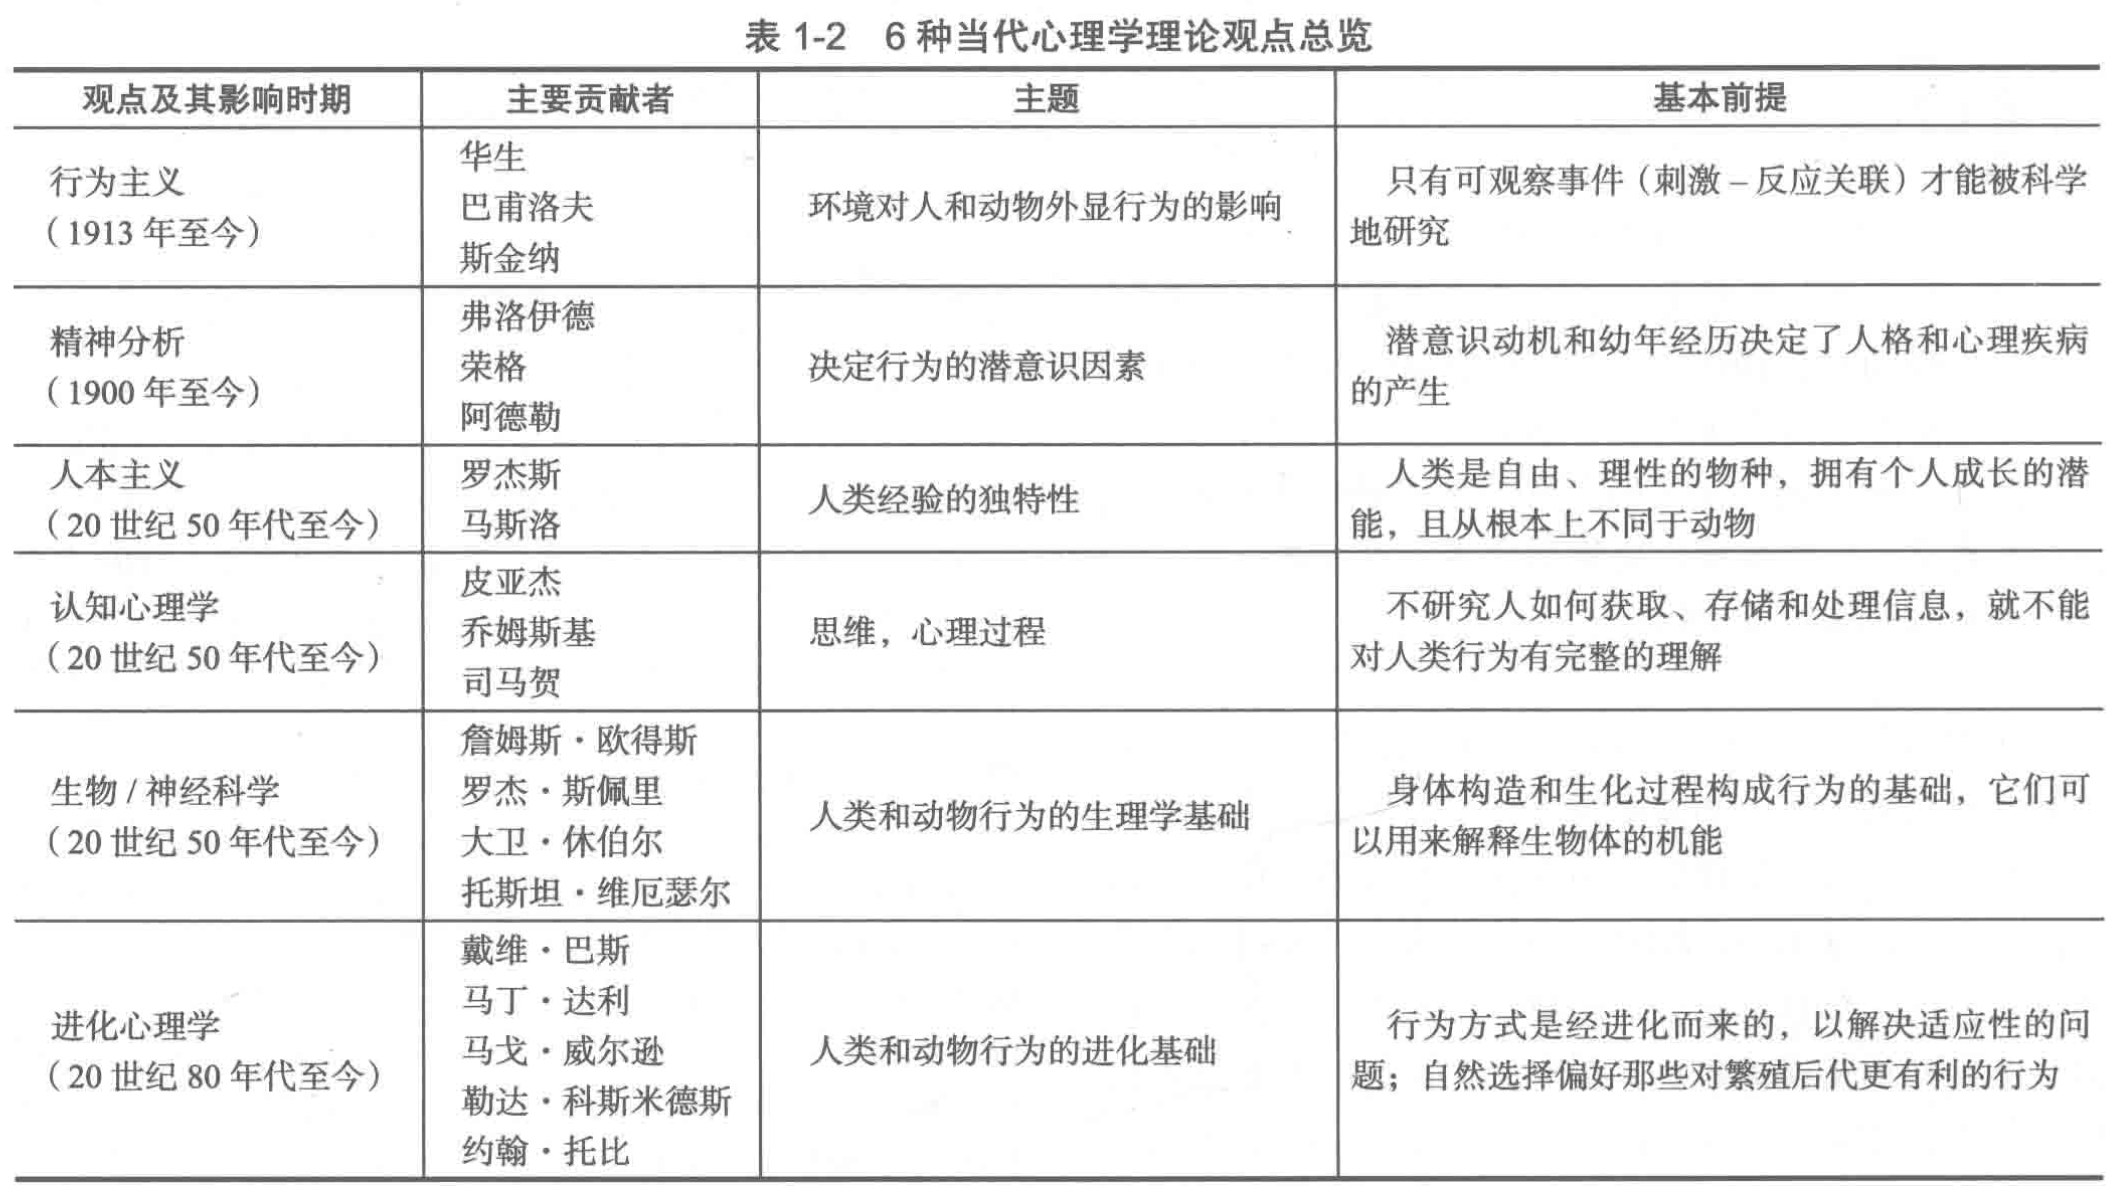 表 1-2 6 种当代心理学理论观点总览
观点及其影响时期 主要贡献者 主题 基本前提
行为主义
（1913 年至今）
华生
巴甫洛夫
斯金纳
环境对人和动物外显行为的影响
只有可观察事件（刺激 – 反应关联）才能被科学
地研究
精神分析
（1900 年至今）
弗洛伊德
荣格
阿德勒
决定行为的潜意识因素
潜意识动机和幼年经历决定了人格和心理疾病
的产生
人本主义
（20 世纪 50 年代至今）
罗杰斯
马斯洛
人类经验的独特性
人类是自由、理性的物种，拥有个人成长的潜
能，且从根本上不同于动物
认知心理学
（20 世纪 50 年代至今）
皮亚杰
乔姆斯基
司马贺
思维，心理过程
不研究人如何获取、存储和处理信息，就不能
对人类行为有完整的理解
生物 / 神经科学
（20 世纪 50 年代至今）
詹姆斯·欧得斯
罗杰·斯佩里
大卫·休伯尔
托斯坦·维厄瑟尔
人类和动物行为的生理学基础
身体构造和生化过程构成行为的基础，它们可
以用来解释生物体的机能
进化心理学
（20 世纪 80 年代至今）
戴维·巴斯
马丁·达利
马戈·威尔逊
勒达·科斯米德斯
约翰·托比
人类和动物行为的进化基础
行为方式是经进化而来的，以解决适应性的问
题；自然选择偏好那些对繁殖后代更有利的行为